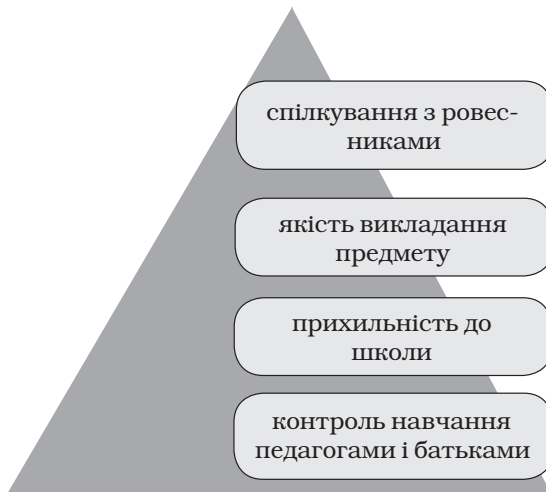 спілкування з ровес-
никами
якість викладання
предмету
прихильність до
школи
контроль навчання
педагогами і батьками